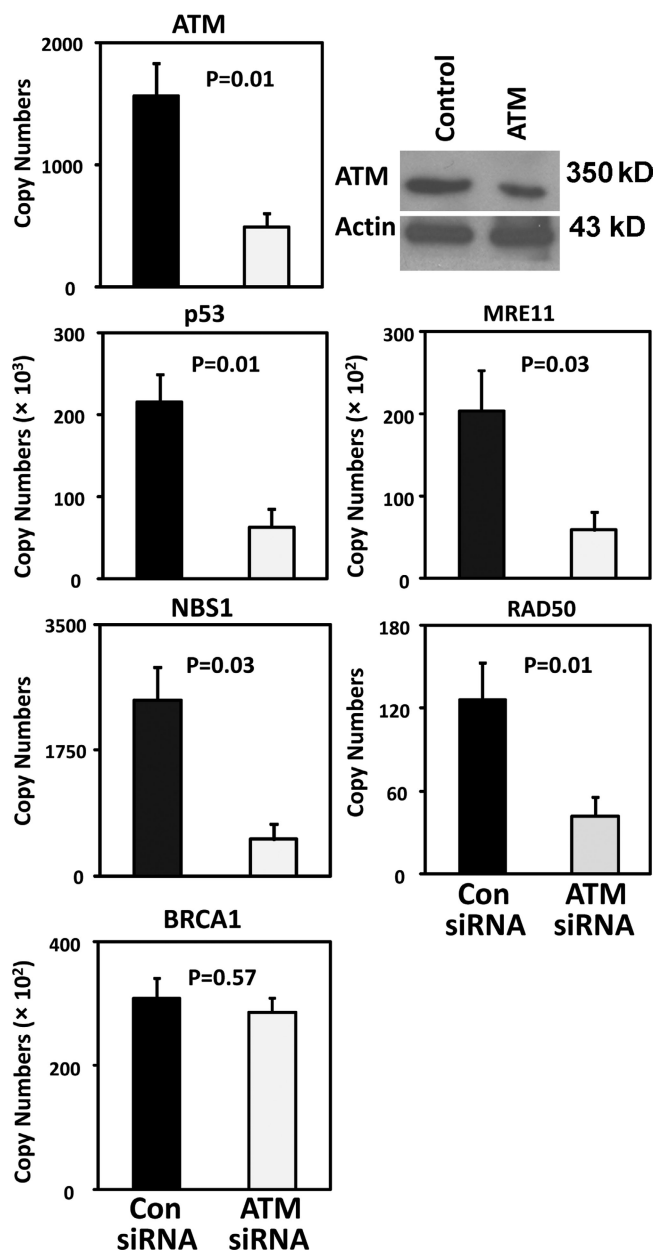 ATM
2000
1000
0
Copy Numbers
P=0.01
Control
ATM
ATM
350 kD
Actin
43 kD
p53
300
200
100
0
Copy Numbers (× 10³)
P=0.01
MRE11
300
200
100
0
Copy Numbers (× 10²)
P=0.03
NBS1
3500
1750
0
Copy Numbers
P=0.03
RAD50
180
120
60
0
Copy Numbers
P=0.01
Con
siRNA
ATM
siRNA
BRCA1
400
200
0
Copy Numbers (× 10²)
P=0.57
Con
siRNA
ATM
siRNA